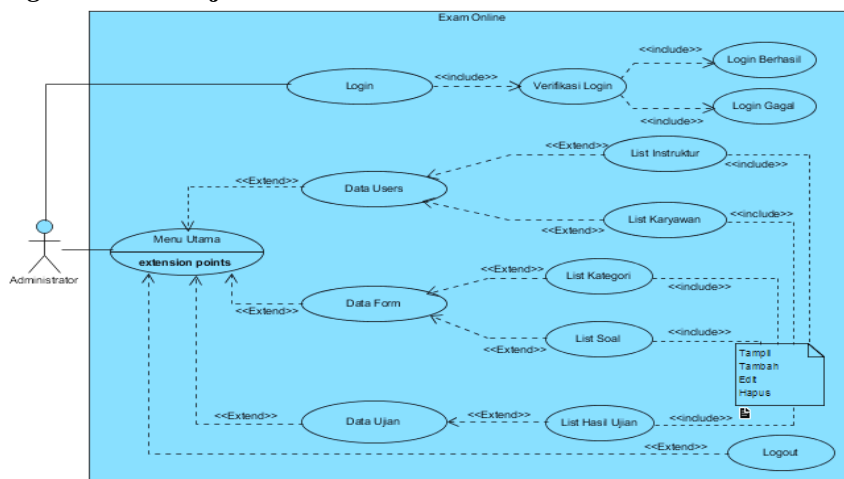 Exam Online
Login
<<include>>
Verifikasi Login
<<include>>
Login Berhasil
<<include>>
Login Gagal
Administrator
Menu Utama
extension points
<<Extend>>
Data Users
<<Extend>>
List Instruktur
<<include>>
<<Extend>>
List Karyawan
<<include>>
<<Extend>>
Data Form
<<Extend>>
List Kategori
<<include>>
<<Extend>>
List Soal
<<include>>
Tampil
Tambah
Edit
Hapus
<<Extend>>
Data Ujian
<<Extend>>
List Hasil Ujian
<<include>>
<<Extend>>
Logout